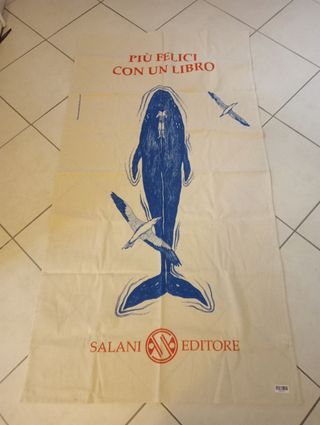 PIÙ FELICI
CON UN LIBRO
SALANI EDITORE